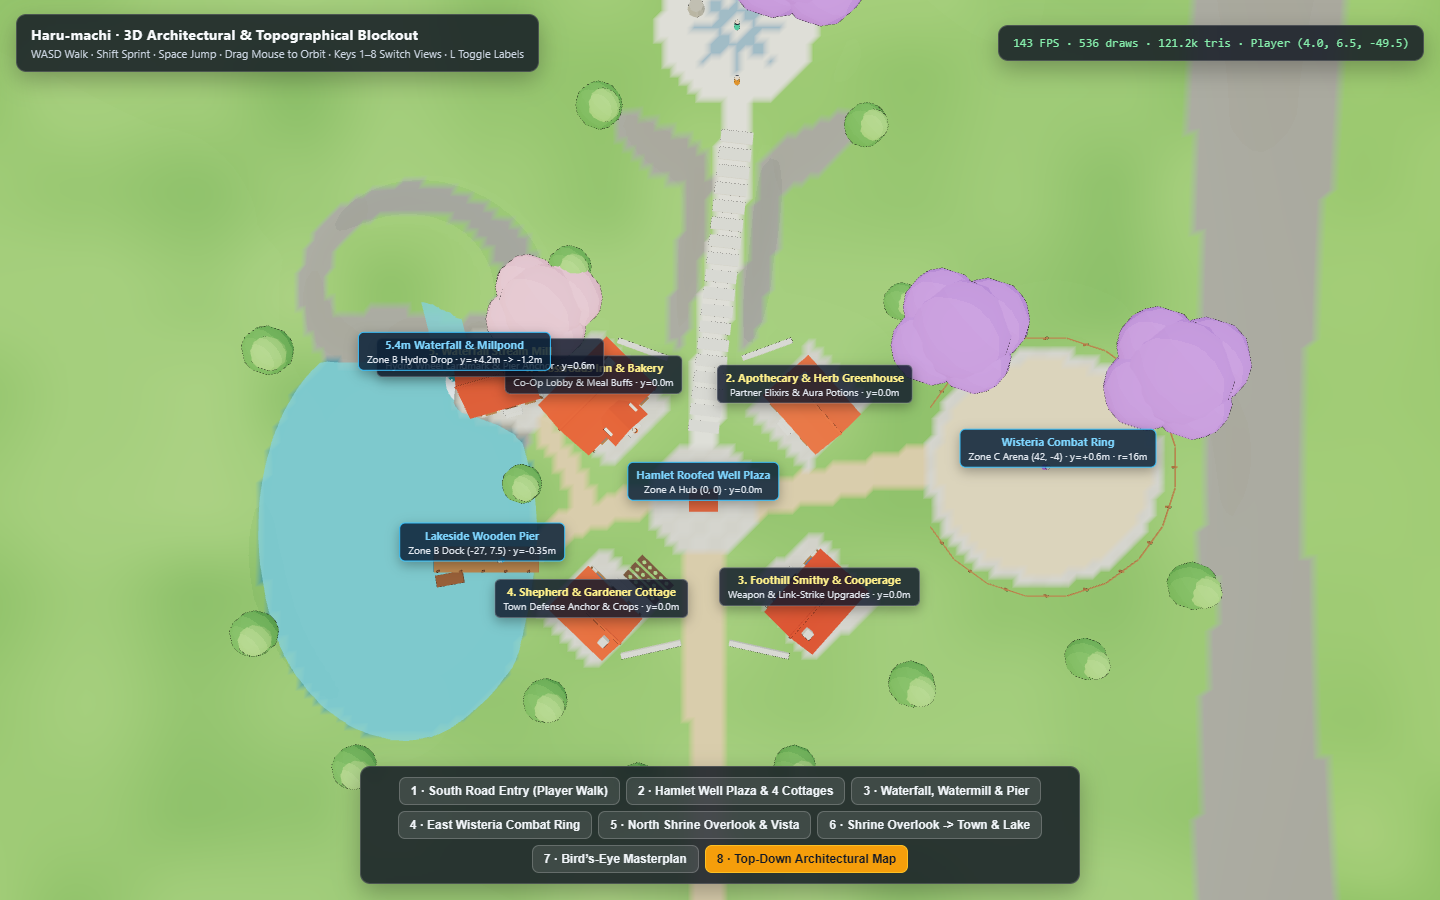 Haru-machi · 3D Architectural & Topographical Blockout
WASD Walk · Shift Sprint · Space Jump · Drag Mouse to Orbit · Keys 1–8 Switch Views · L Toggle Labels
143 FPS · 536 draws · 121.2k tris · Player (4.0, 6.5, -49.5)
5.4m Waterfall & Millpond
Zone B Hydro Drop · y=+4.2m -> -1.2m
· y=0.6m
& Bakery
Co-Op Lobby & Meal Buffs · y=0.0m
2. Apothecary & Herb Greenhouse
Partner Elixirs & Aura Potions · y=0.0m
Wisteria Combat Ring
Zone C Arena (42, -4) · y=+0.6m · r=16m
Hamlet Roofed Well Plaza
Zone A Hub (0, 0) · y=0.0m
Lakeside Wooden Pier
Zone B Dock (-27, 7.5) · y=-0.35m
3. Foothill Smithy & Cooperage
Weapon & Link-Strike Upgrades · y=0.0m
4. Shepherd & Gardener Cottage
Town Defense Anchor & Crops · y=0.0m
1 · South Road Entry (Player Walk)
2 · Hamlet Well Plaza & 4 Cottages
3 · Waterfall, Watermill & Pier
4 · East Wisteria Combat Ring
5 · North Shrine Overlook & Vista
6 · Shrine Overlook -> Town & Lake
7 · Bird's-Eye Masterplan
8 · Top-Down Architectural Map